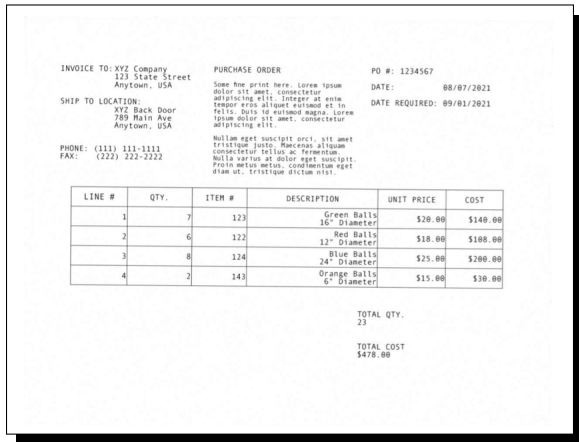 INVOICE TO: XYZ Company
123 State Street
Anytown, USA
SHIP TO LOCATION:
XYZ Back Door
789 Main Ave
Anytown, USA
PHONE: (111) 111-1111
FAX: (222) 222-2222
PURCHASE ORDER
Some fine print here. Lorem ipsum
dolor sit amet, consectetur
adipiscing elit. Integer at enim
tempor eros aliquet euismod et in
felis. Duis id euismod magna. Lorem
ipsum dolor sit amet, consectetur
adipiscing elit.
Nullam eget suscipit orci, sit amet
tristique justo. Maecenas aliquam
consectetur tellus ac fermentum.
Nulla varius at dolor eget suscipit.
Proin metus metus, condimentum eget
diam ut, tristique dictum nisi.
PO #: 1234567
DATE: 08/07/2021
DATE REQUIRED: 09/01/2021
LINE # QTY. ITEM # DESCRIPTION UNIT PRICE COST
1 7 123 Green Balls $20.00 $140.00
16" Diameter
2 6 122 Red Balls $18.00 $108.00
12" Diameter
3 8 124 Blue Balls $25.00 $200.00
24" Diameter
4 2 143 Orange Balls $15.00 $30.00
6" Diameter
TOTAL QTY.
23
TOTAL COST
$478.00